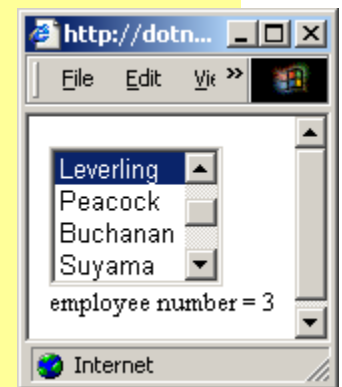 http://dotn...
File Edit Vie »
Leverling
Peacock
Buchanan
Suyama
employee number = 3
Internet